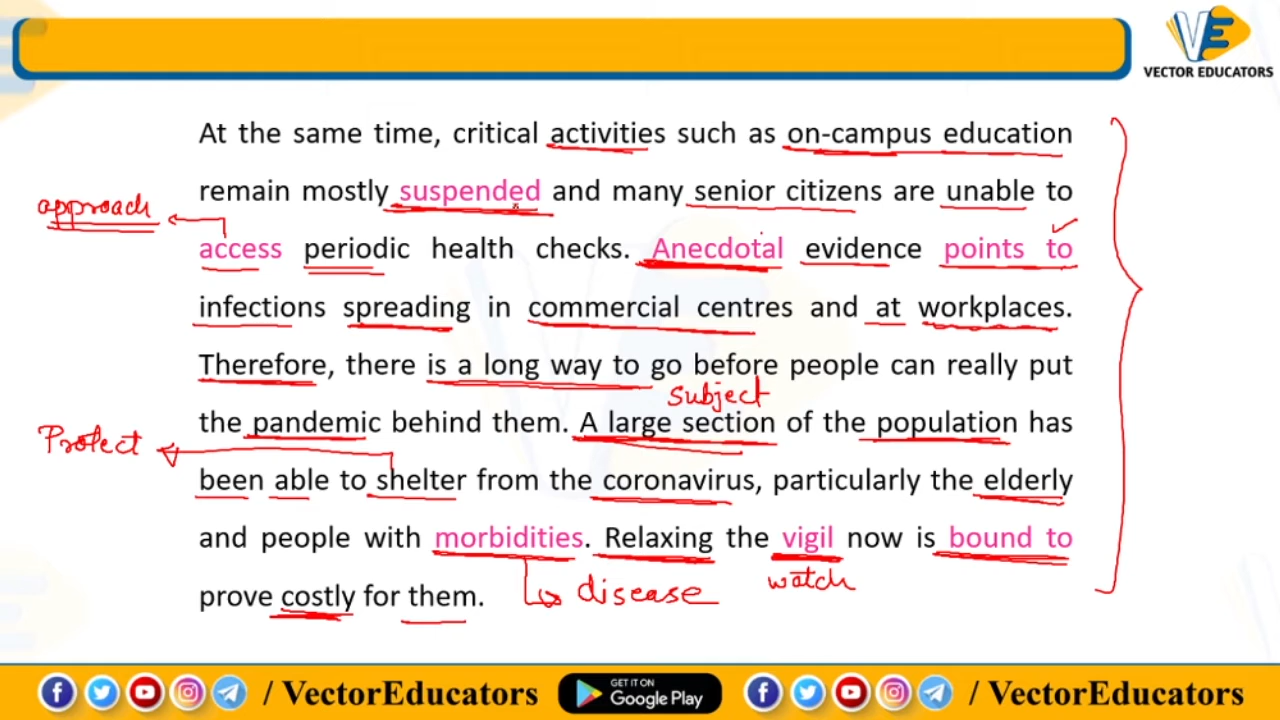 VE
VECTOR EDUCATORS
At the same time, critical activities such as on-campus education
remain mostly suspended and many senior citizens are unable to
approach
access periodic health checks. Anecdotal evidence points to
infections spreading in commercial centres and at workplaces.
Therefore, there is a long way to go before people can really put
subject
the pandemic behind them. A large section of the population has
Protect
been able to shelter from the coronavirus, particularly the elderly
and people with morbidities. Relaxing the vigil now is bound to
watch
disease
prove costly for them.
/ VectorEducators
GET IT ON
Google Play
/ VectorEducators